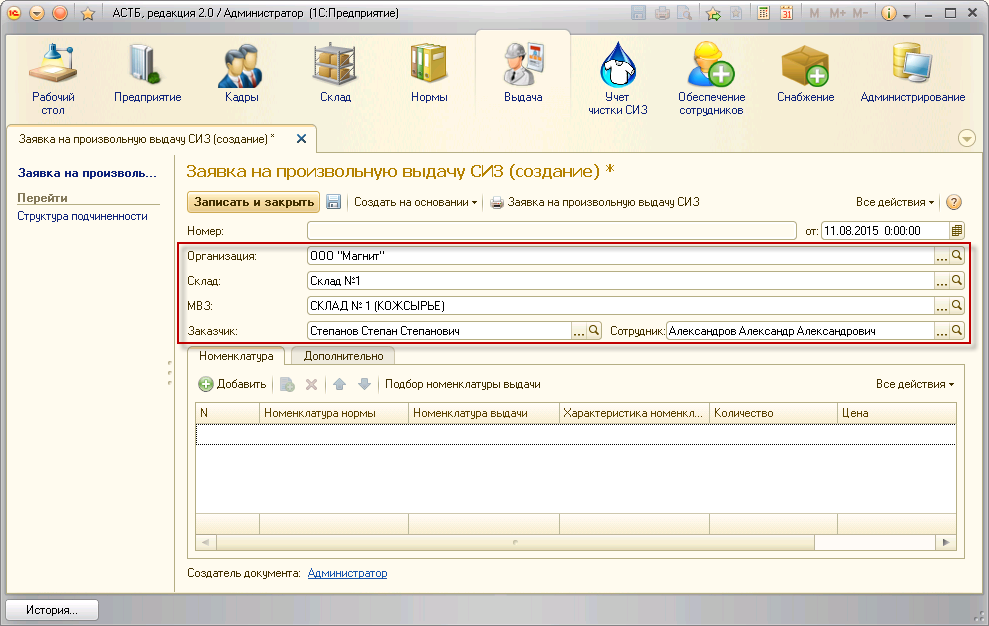 АСТБ, редакция 2.0 / Администратор (1С:Предприятие)
M M+ M-
Рабочий стол
Предприятие
Кадры
Склад
Нормы
Выдача
Учет чистки СИЗ
Обеспечение сотрудников
Снабжение
Администрирование
Заявка на произвольную выдачу СИЗ (создание) *
Заявка на произволь...
Перейти
Структура подчиненности
Заявка на произвольную выдачу СИЗ (создание) *
Записать и закрыть Создать на основании Заявка на произвольную выдачу СИЗ Все действия ?
Номер: от: 11.08.2015 0:00:00
Организация: ООО "Магнит" ...
Склад: Склад №1 ...
МВЗ: СКЛАД № 1 (КОЖСЫРЬЕ) ...
Заказчик: Степанов Степан Степанович ... Сотрудник: Александров Александр Александрович ...
Номенклатура Дополнительно
Добавить Подбор номенклатуры выдачи Все действия
N Номенклатура нормы Номенклатура выдачи Характеристика номенкл... Количество Цена
Создатель документа: Администратор
История...